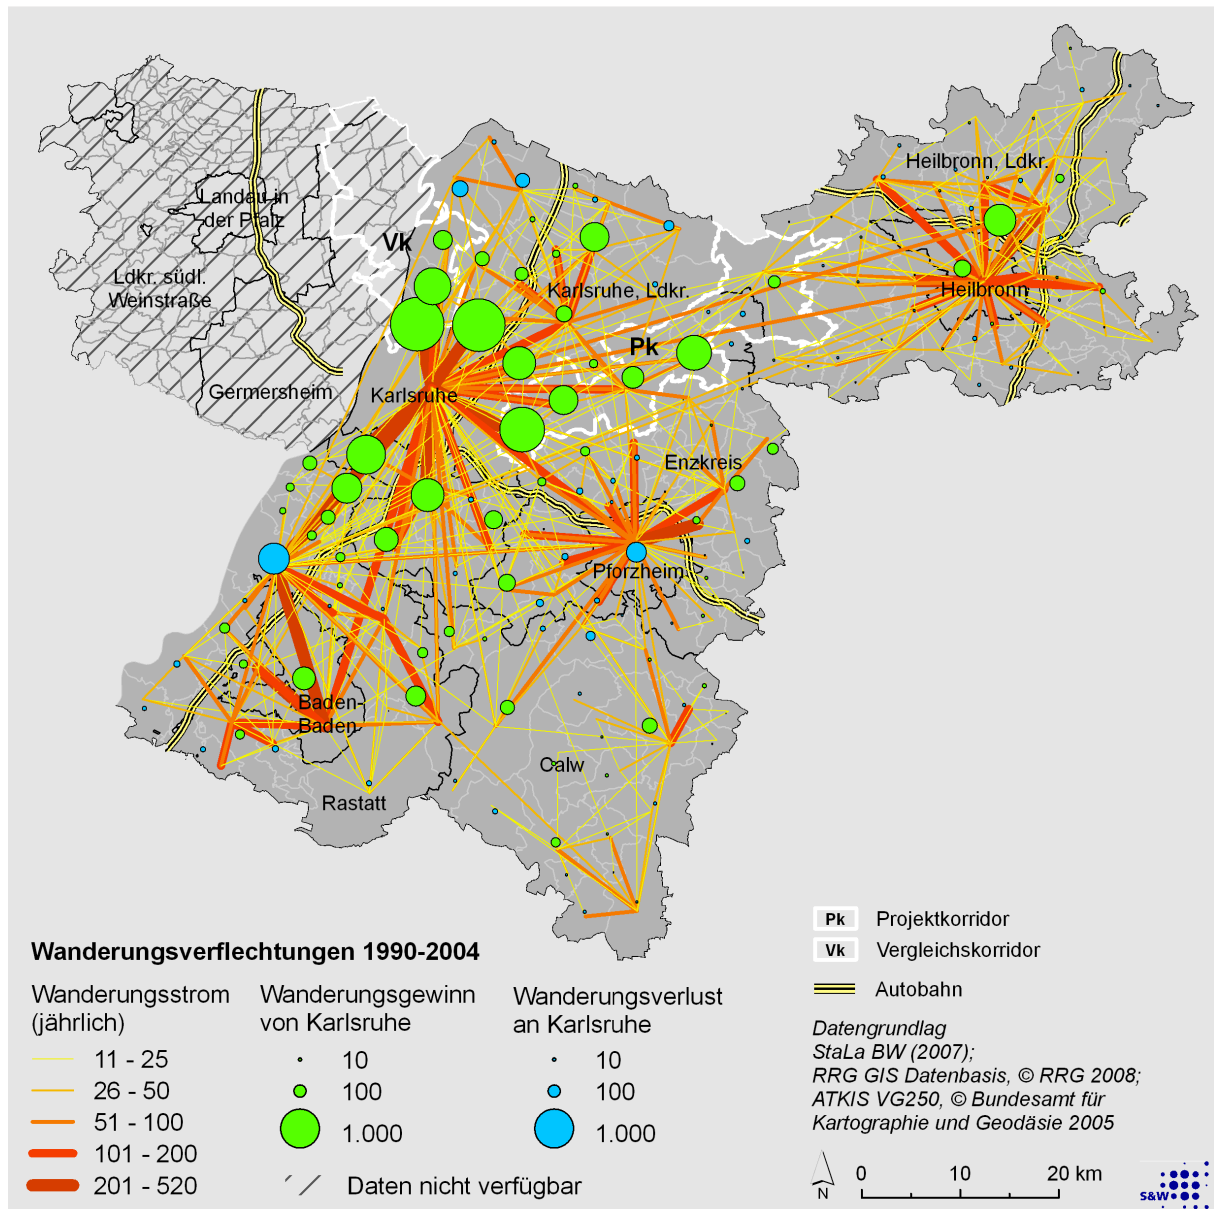 Heilbronn, Ldkr.
Landau in
der Pfalz
Vk
Ldkr. südl.
Weinstraße
Karlsruhe, Ldkr.
Heilbronn
Pk
Germersheim
Karlsruhe
Enzkreis
Pforzheim
Baden-
Baden
Calw
Rastatt
Wanderungsverflechtungen 1990-2004
Wanderungsstrom
(jährlich)
11 - 25
26 - 50
51 - 100
101 - 200
201 - 520
Wanderungsgewinn
von Karlsruhe
10
100
1.000
Wanderungsverlust
an Karlsruhe
10
100
1.000
Daten nicht verfügbar
Pk Projektkorridor
Vk Vergleichskorridor
Autobahn
Datengrundlag
StaLa BW (2007);
RRG GIS Datenbasis, © RRG 2008;
ATKIS VG250, © Bundesamt für
Kartographie und Geodäsie 2005
N
0 10 20 km
S&W